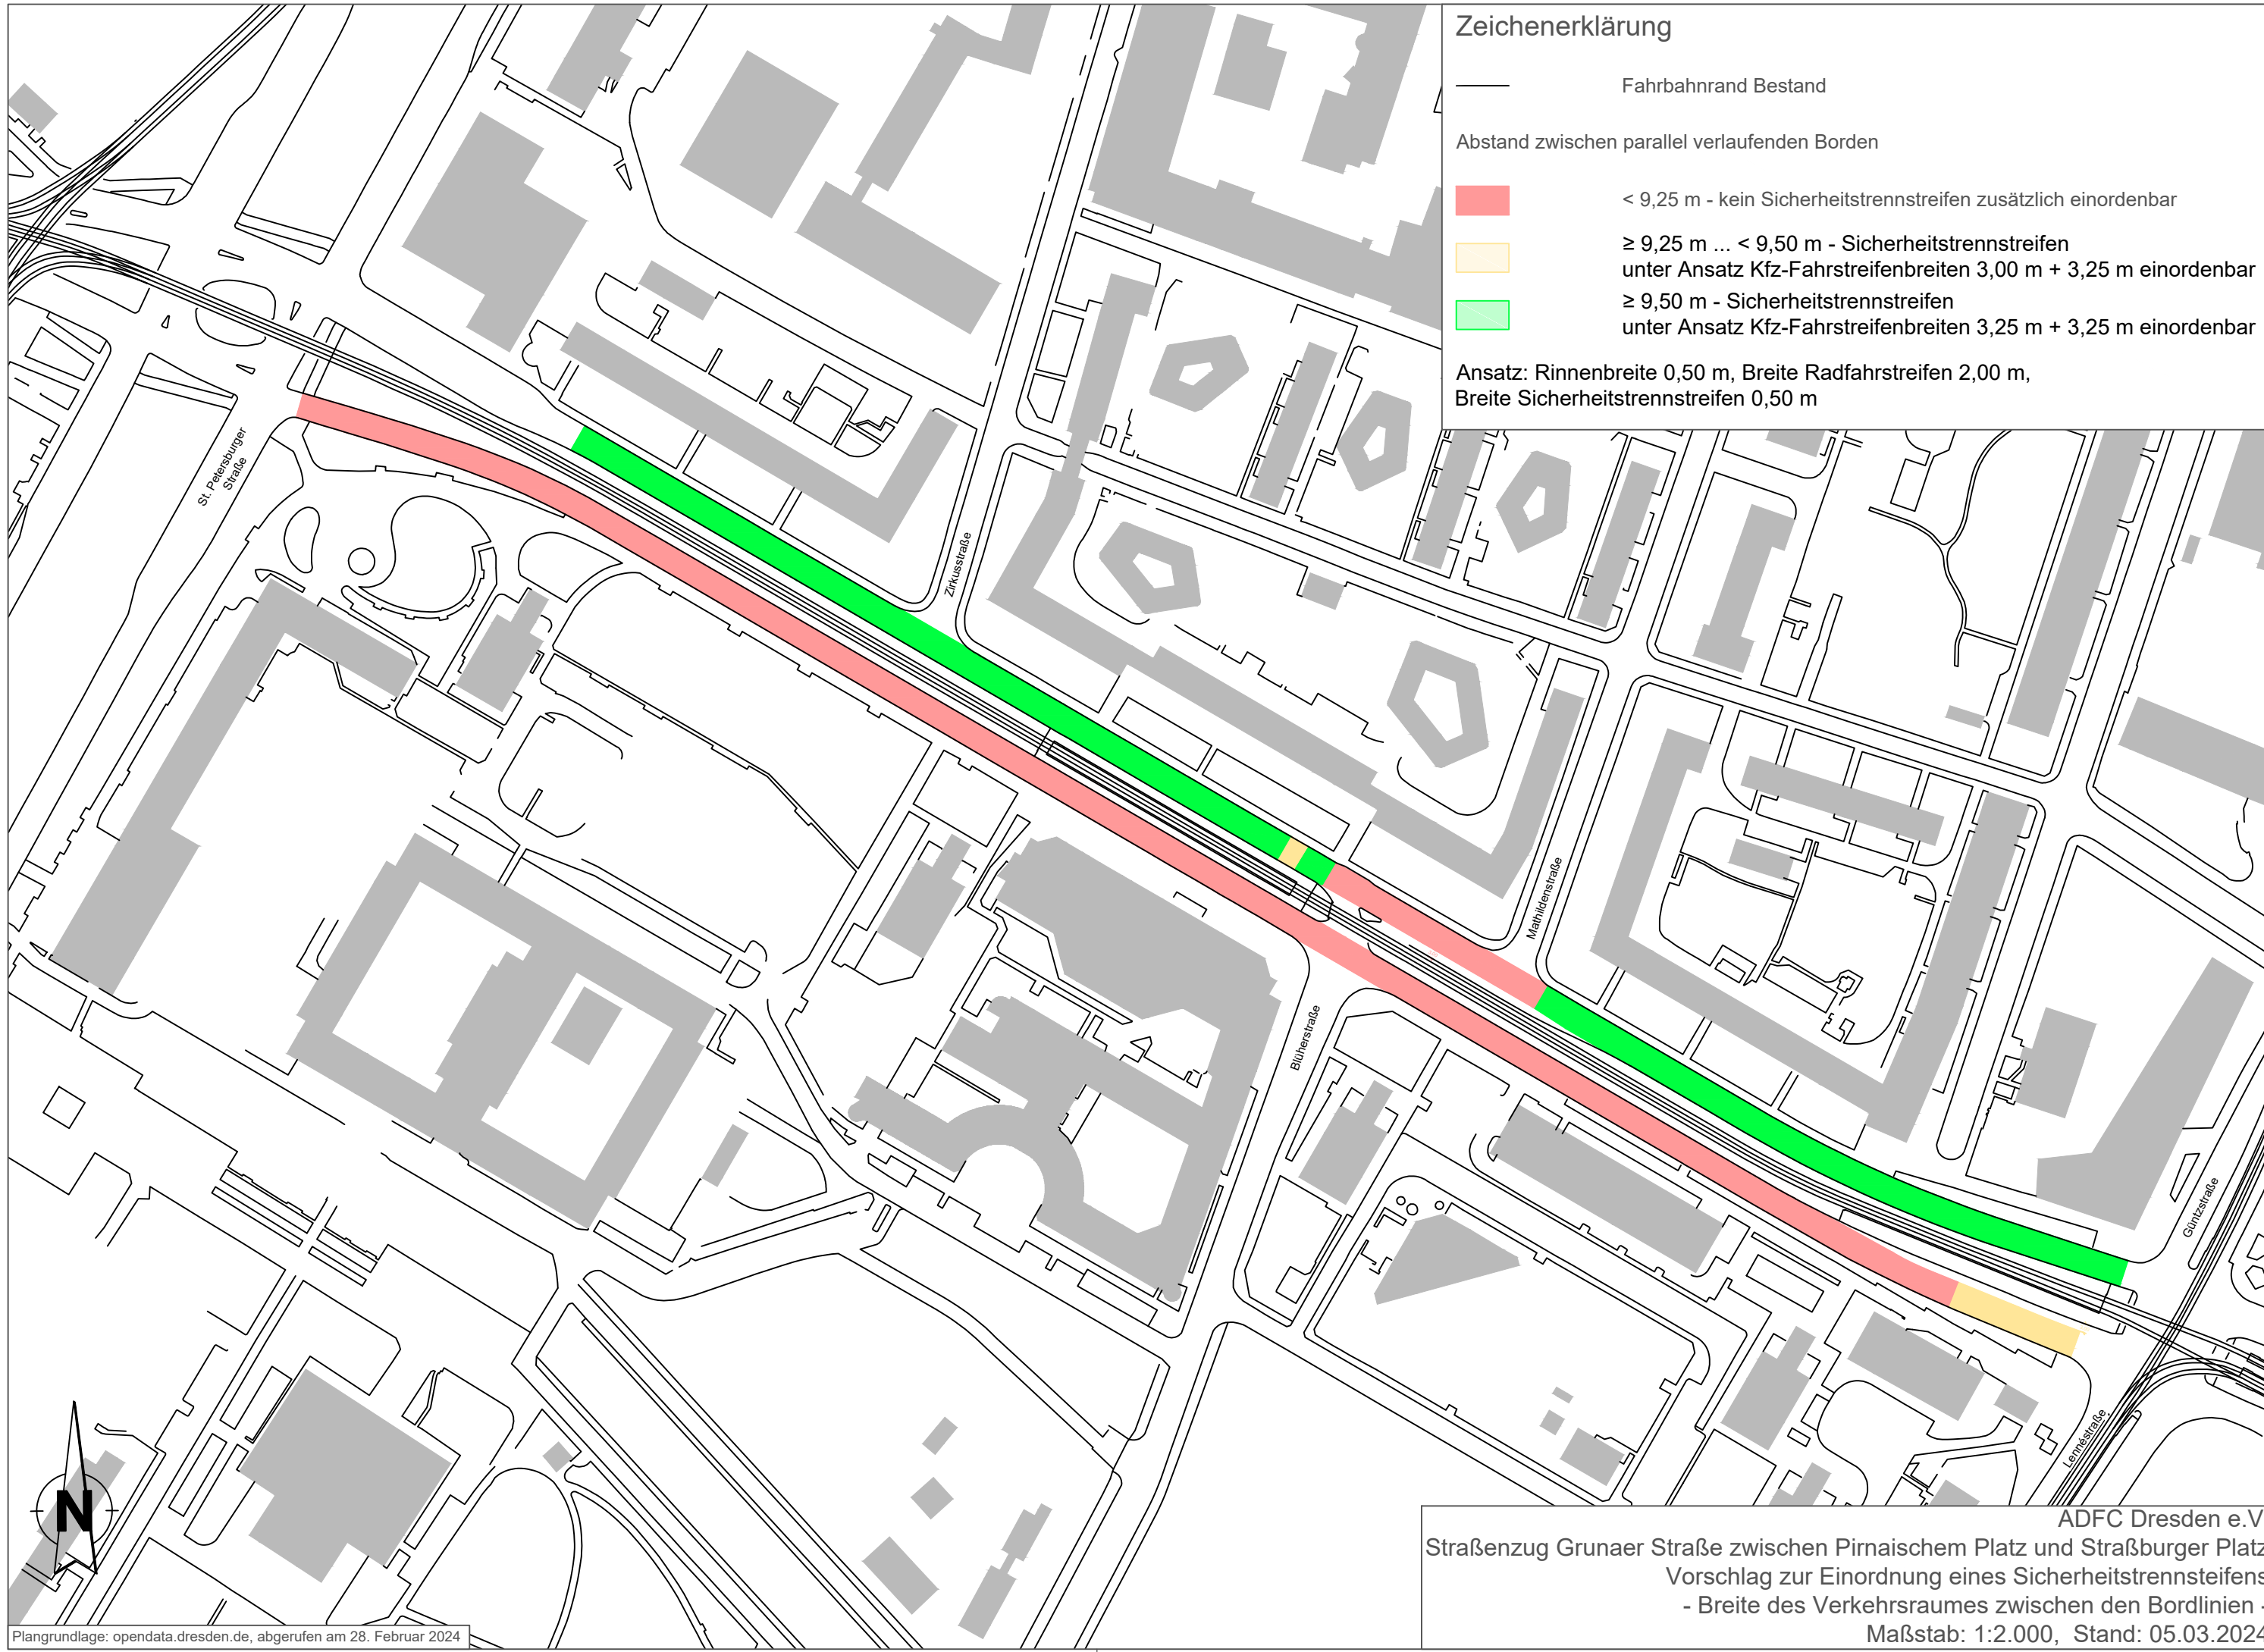 Zeichenerklärung
Fahrbahnrand Bestand
Abstand zwischen parallel verlaufenden Borden
< 9,25 m - kein Sicherheitstrennstreifen zusätzlich einordenbar
≥ 9,25 m ... < 9,50 m - Sicherheitstrennstreifen
unter Ansatz Kfz-Fahrstreifenbreiten 3,00 m + 3,25 m einordenbar
≥ 9,50 m - Sicherheitstrennstreifen
unter Ansatz Kfz-Fahrstreifenbreiten 3,25 m + 3,25 m einordenbar
Ansatz: Rinnenbreite 0,50 m, Breite Radfahrstreifen 2,00 m,
Breite Sicherheitstrennstreifen 0,50 m
St. Petersburger
Straße
Zirkusstraße
Mathildenstraße
Blüherstraße
Güntzstraße
Lennéstraße
N
ADFC Dresden e.V
Straßenzug Grunaer Straße zwischen Pirnaischem Platz und Straßburger Platz
Vorschlag zur Einordnung eines Sicherheitstrennsteifens
- Breite des Verkehrsraumes zwischen den Bordlinien -
Maßstab: 1:2.000, Stand: 05.03.2024
Plangrundlage: opendata.dresden.de, abgerufen am 28. Februar 2024